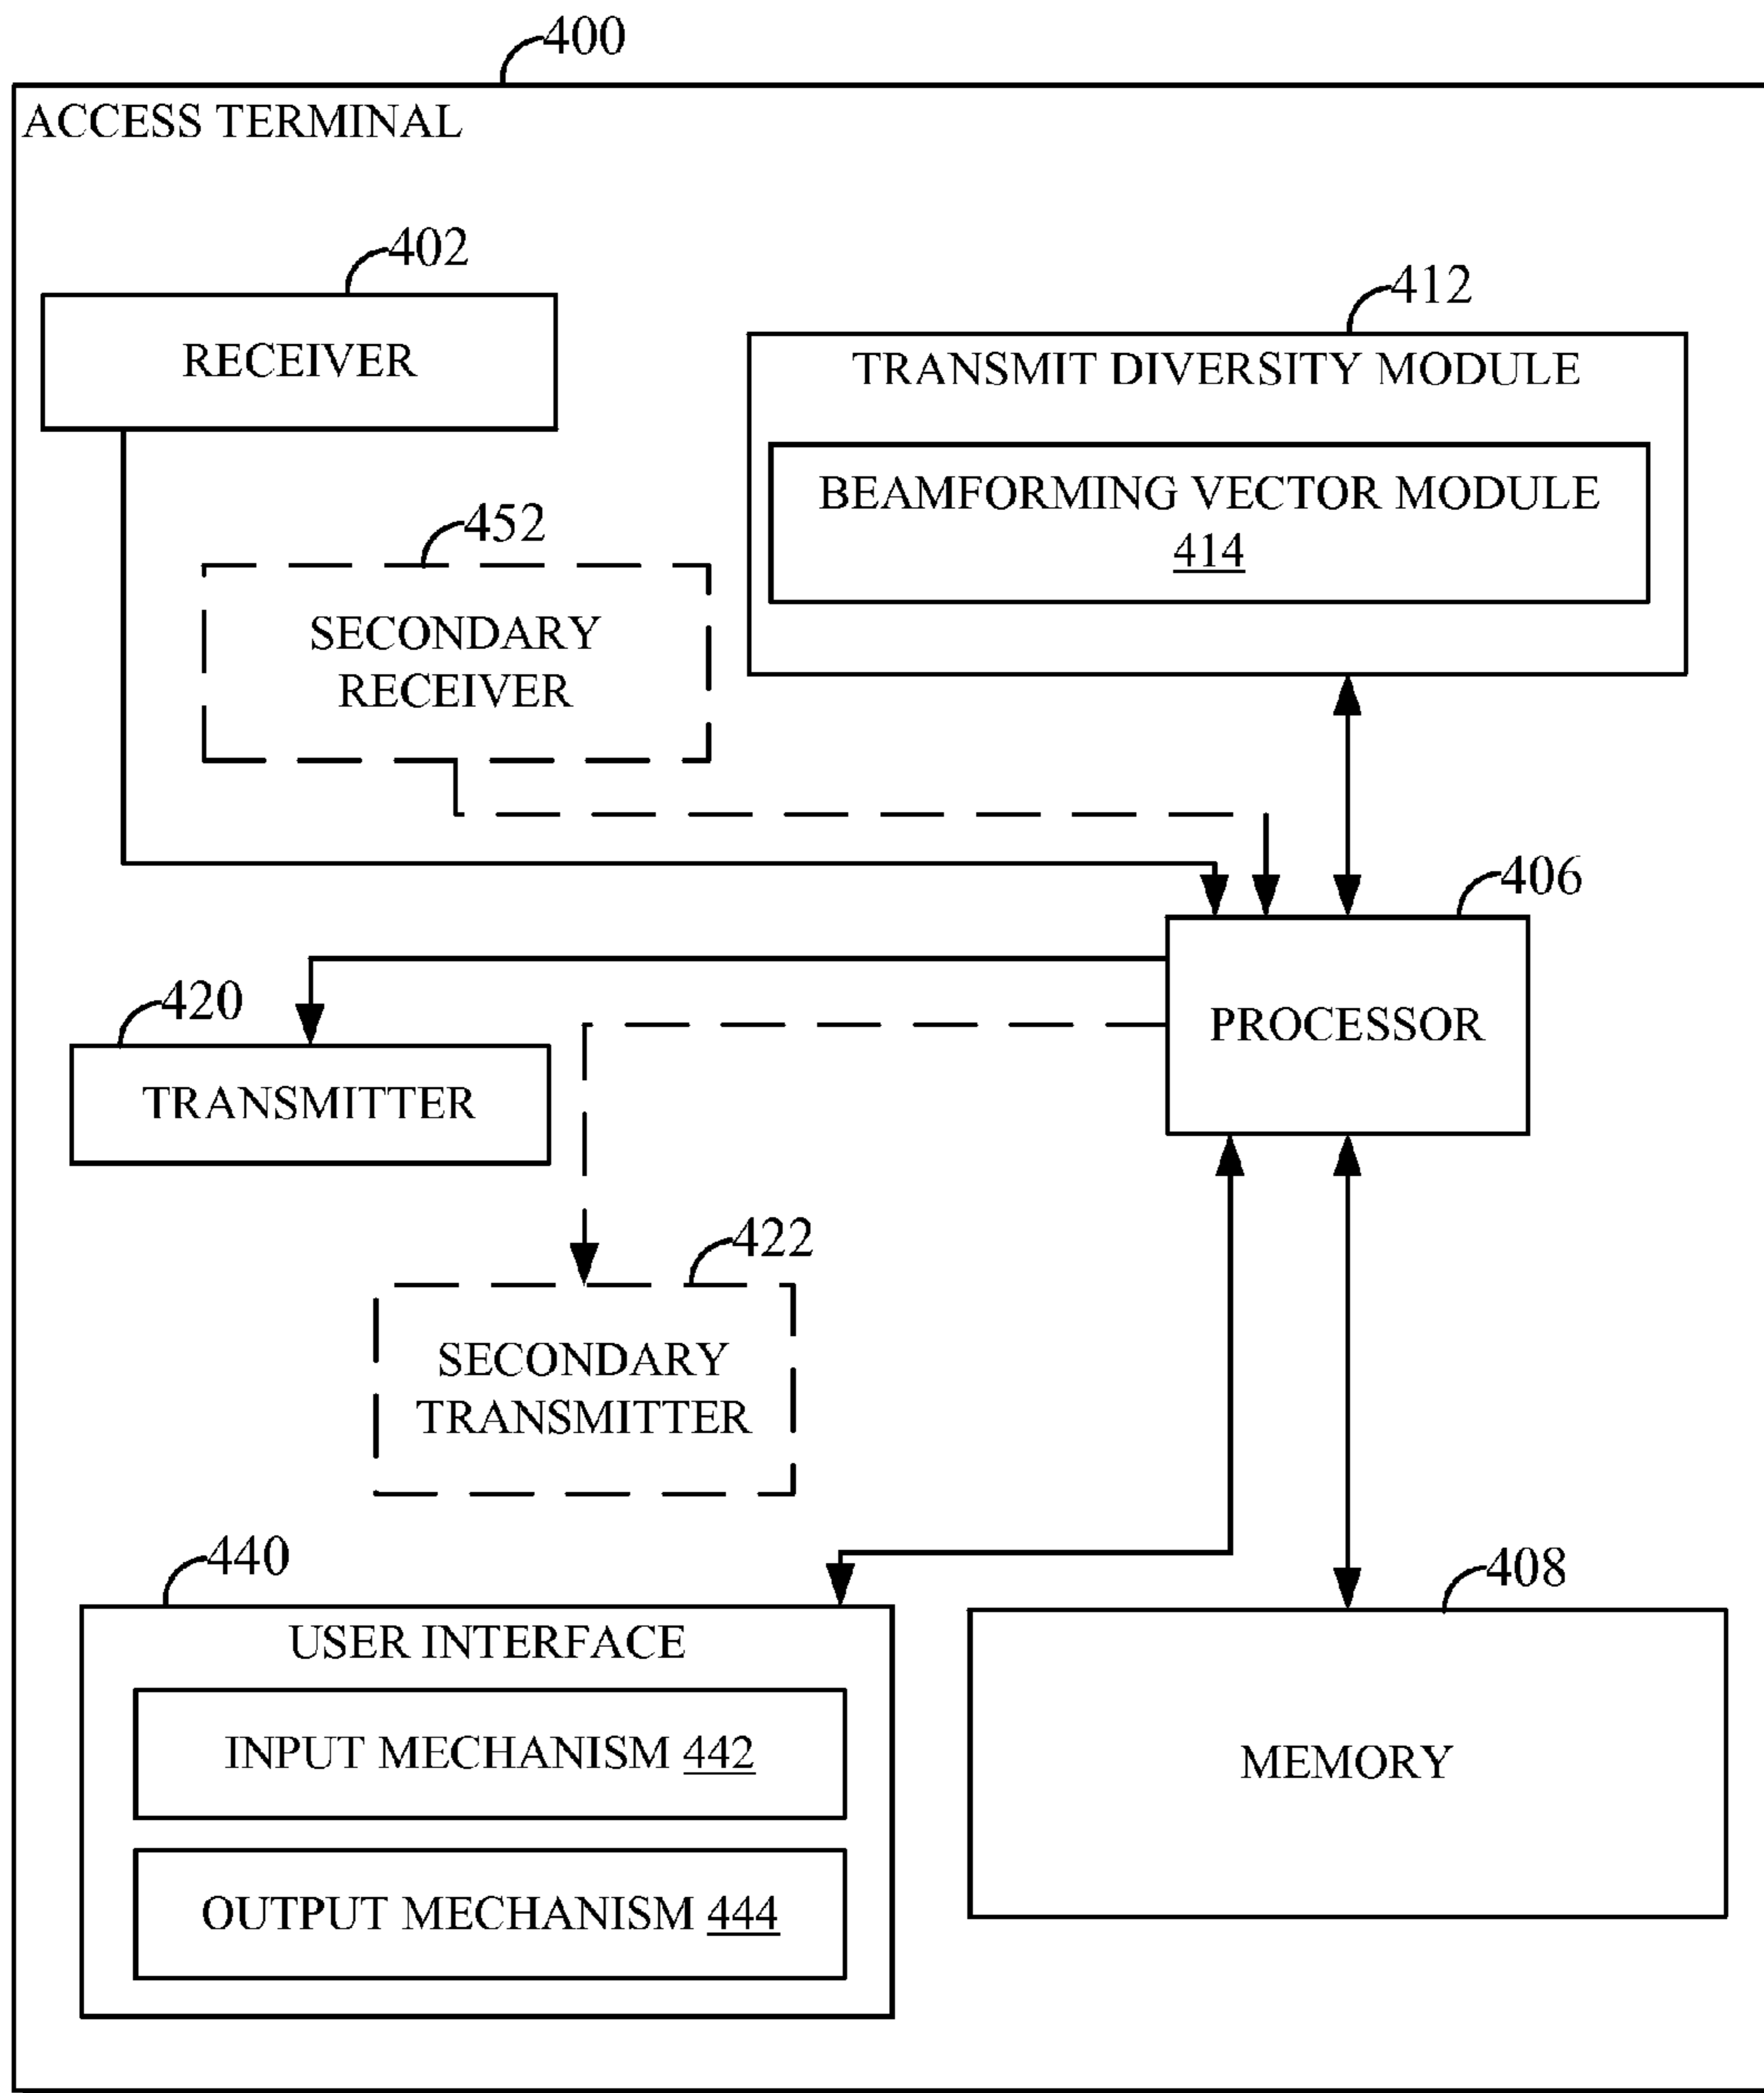 400
ACCESS TERMINAL
402
RECEIVER
412
TRANSMIT DIVERSITY MODULE
BEAMFORMING VECTOR MODULE
414
452
SECONDARY
RECEIVER
406
PROCESSOR
420
TRANSMITTER
422
SECONDARY
TRANSMITTER
440
USER INTERFACE
INPUT MECHANISM 442
OUTPUT MECHANISM 444
408
MEMORY